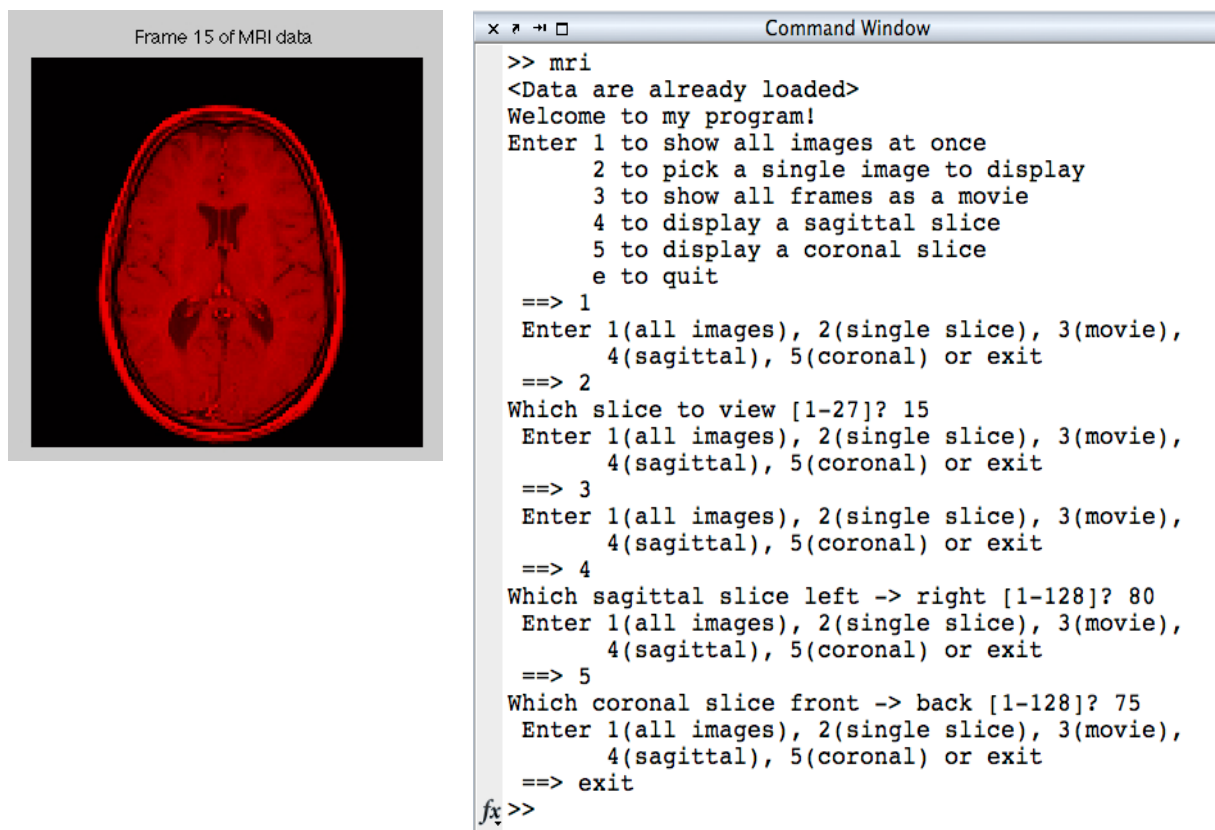 Frame 15 of MRI data
Command Window
>> mri
<Data are already loaded>
Welcome to my program!
Enter 1 to show all images at once
2 to pick a single image to display
3 to show all frames as a movie
4 to display a sagittal slice
5 to display a coronal slice
e to quit
==> 1
Enter 1(all images), 2(single slice), 3(movie),
4(sagittal), 5(coronal) or exit
==> 2
Which slice to view [1-27]? 15
Enter 1(all images), 2(single slice), 3(movie),
4(sagittal), 5(coronal) or exit
==> 3
Enter 1(all images), 2(single slice), 3(movie),
4(sagittal), 5(coronal) or exit
==> 4
Which sagittal slice left -> right [1-128]? 80
Enter 1(all images), 2(single slice), 3(movie),
4(sagittal), 5(coronal) or exit
==> 5
Which coronal slice front -> back [1-128]? 75
Enter 1(all images), 2(single slice), 3(movie),
4(sagittal), 5(coronal) or exit
==> exit
fx >>